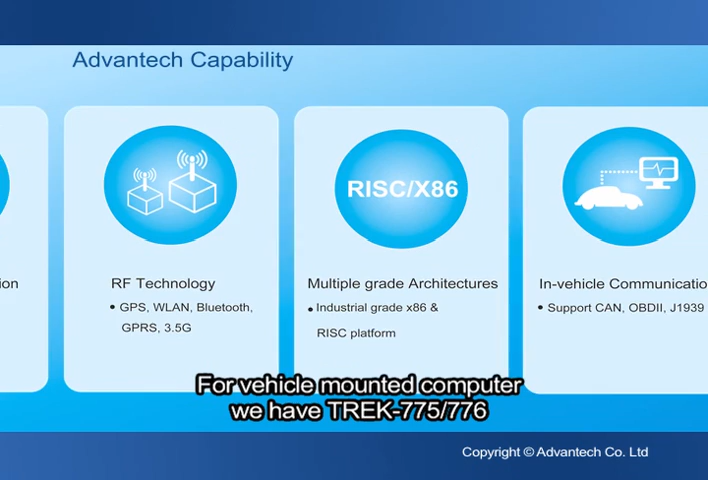 Advantech Capability
ion
RF Technology
• GPS, WLAN, Bluetooth,
GPRS, 3.5G
RISC/X86
Multiple grade Architectures
• Industrial grade x86 &
RISC platform
In-vehicle Communicatio
• Support CAN, OBDII, J1939
For vehicle mounted computer
we have TREK-775/776
Copyright © Advantech Co. Ltd